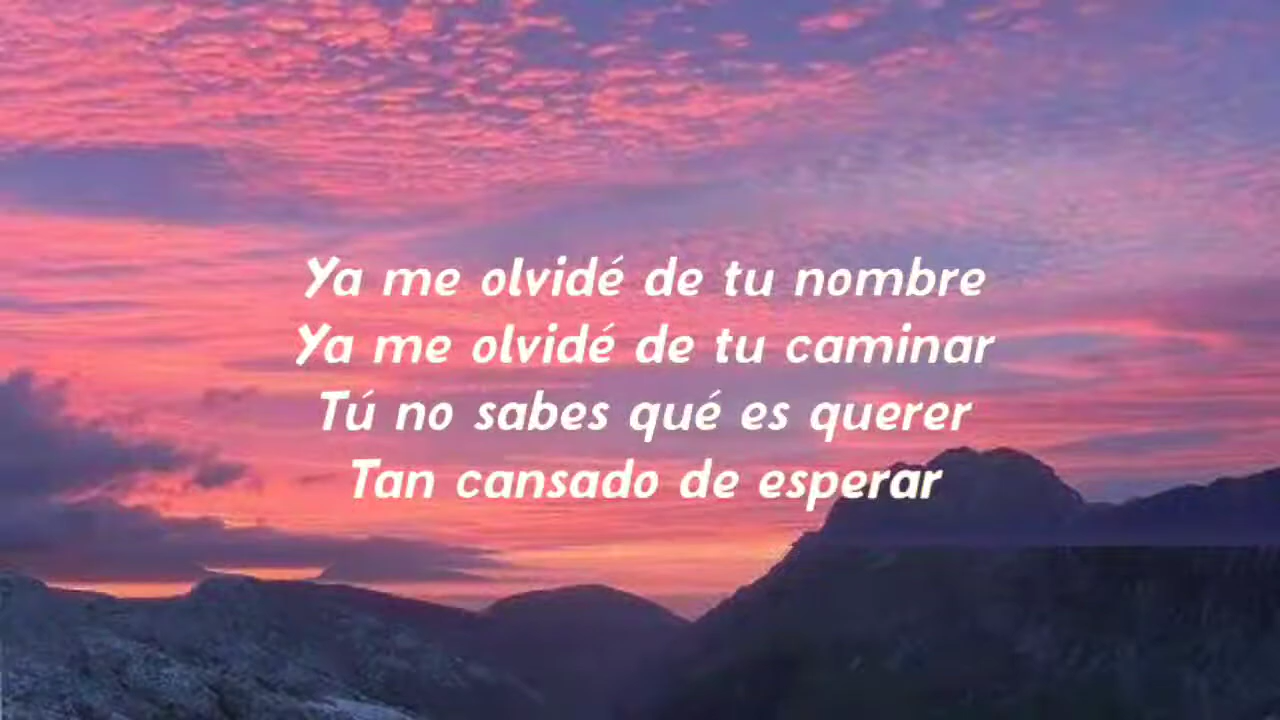 Ya me olvidé de tu nombre
Ya me olvidé de tu caminar
Tú no sabes qué es querer
Tan cansado de esperar